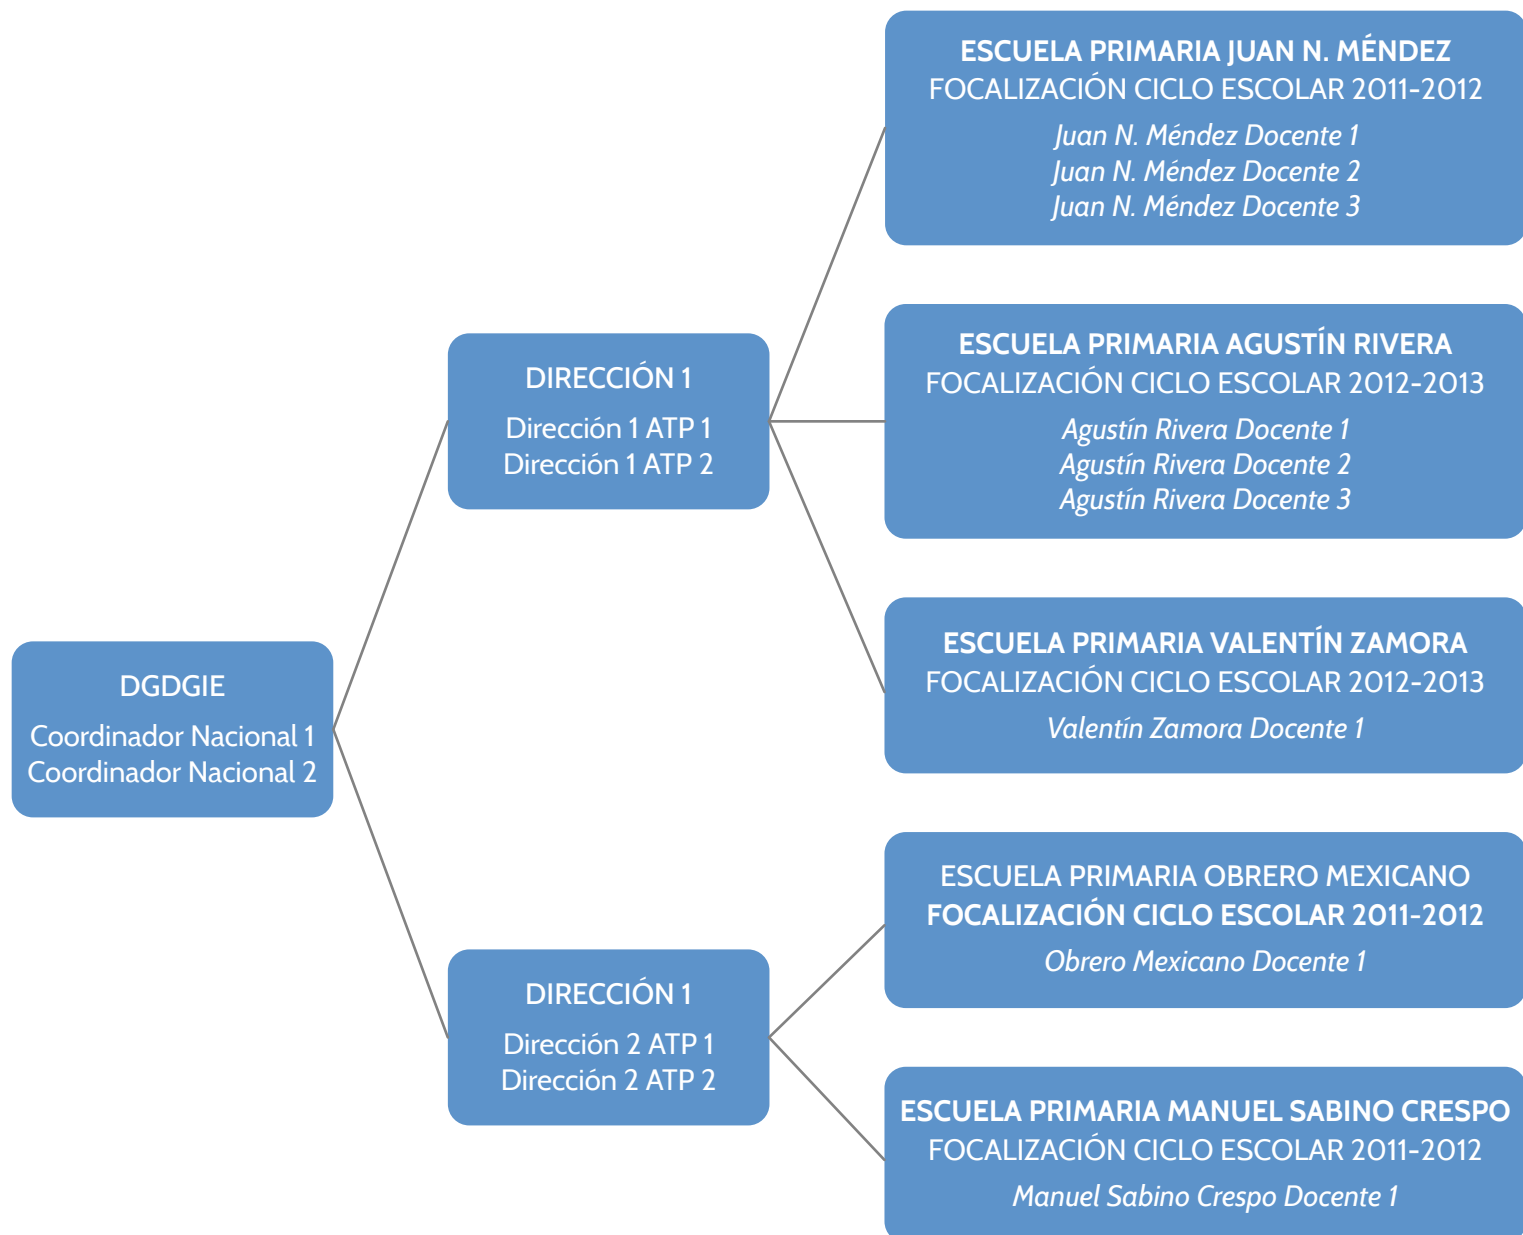 DGDGIE
Coordinador Nacional 1
Coordinador Nacional 2
DIRECCIÓN 1
Dirección 1 ATP 1
Dirección 1 ATP 2
ESCUELA PRIMARIA JUAN N. MÉNDEZ
FOCALIZACIÓN CICLO ESCOLAR 2011-2012
Juan N. Méndez Docente 1
Juan N. Méndez Docente 2
Juan N. Méndez Docente 3
ESCUELA PRIMARIA AGUSTÍN RIVERA
FOCALIZACIÓN CICLO ESCOLAR 2012-2013
Agustín Rivera Docente 1
Agustín Rivera Docente 2
Agustín Rivera Docente 3
ESCUELA PRIMARIA VALENTÍN ZAMORA
FOCALIZACIÓN CICLO ESCOLAR 2012-2013
Valentín Zamora Docente 1
DIRECCIÓN 1
Dirección 2 ATP 1
Dirección 2 ATP 2
ESCUELA PRIMARIA OBRERO MEXICANO
FOCALIZACIÓN CICLO ESCOLAR 2011-2012
Obrero Mexicano Docente 1
ESCUELA PRIMARIA MANUEL SABINO CRESPO
FOCALIZACIÓN CICLO ESCOLAR 2011-2012
Manuel Sabino Crespo Docente 1